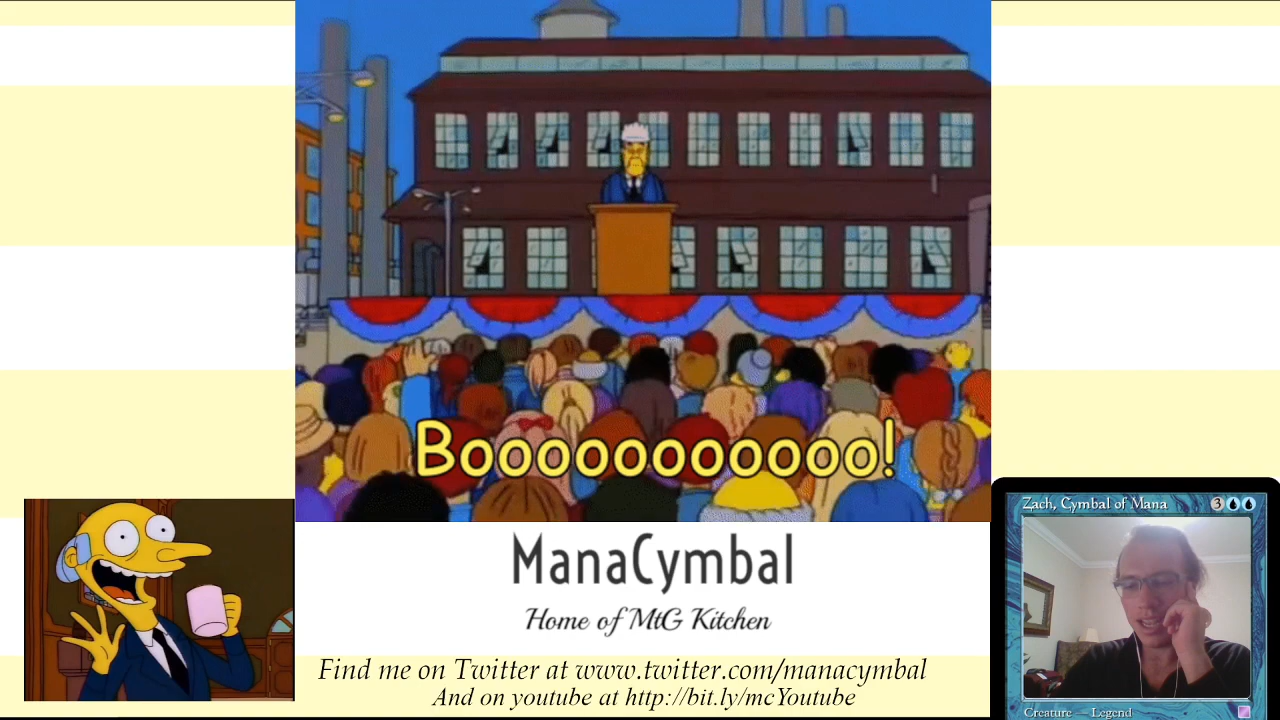 Boooooooooooo!
ManaCymbal
Home of MtG Kitchen
Find me on Twitter at www.twitter.com/manacymbal
And on youtube at http://bit.ly/mcYoutube
Zach, Cymbal of Mana 3
Creature — Legend